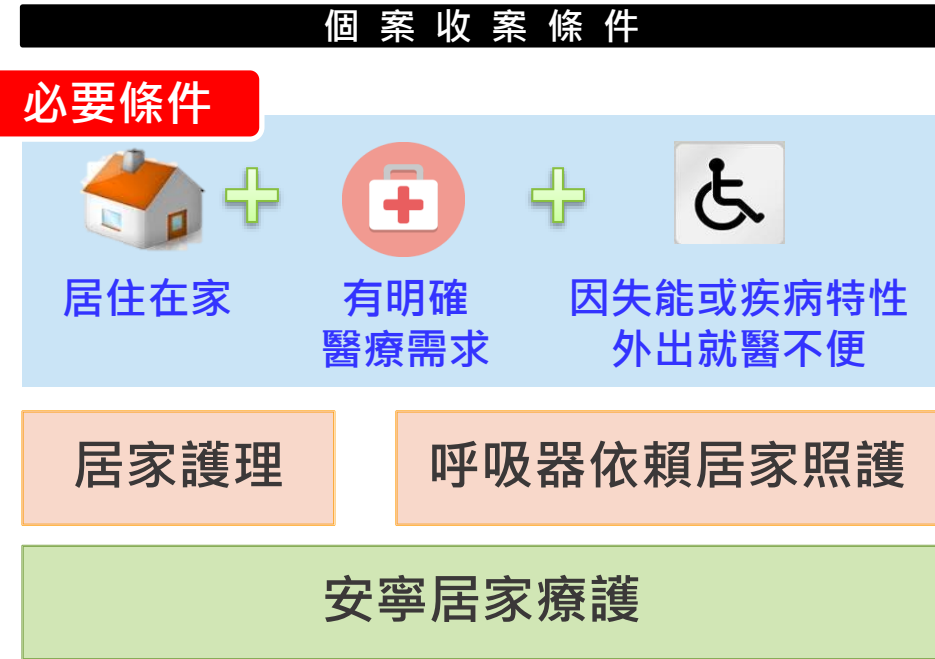 個案收案條件
必要條件
居住在家
有明確
醫療需求
因失能或疾病特性
外出就醫不便
居家護理
呼吸器依賴居家照護
安寧居家療護